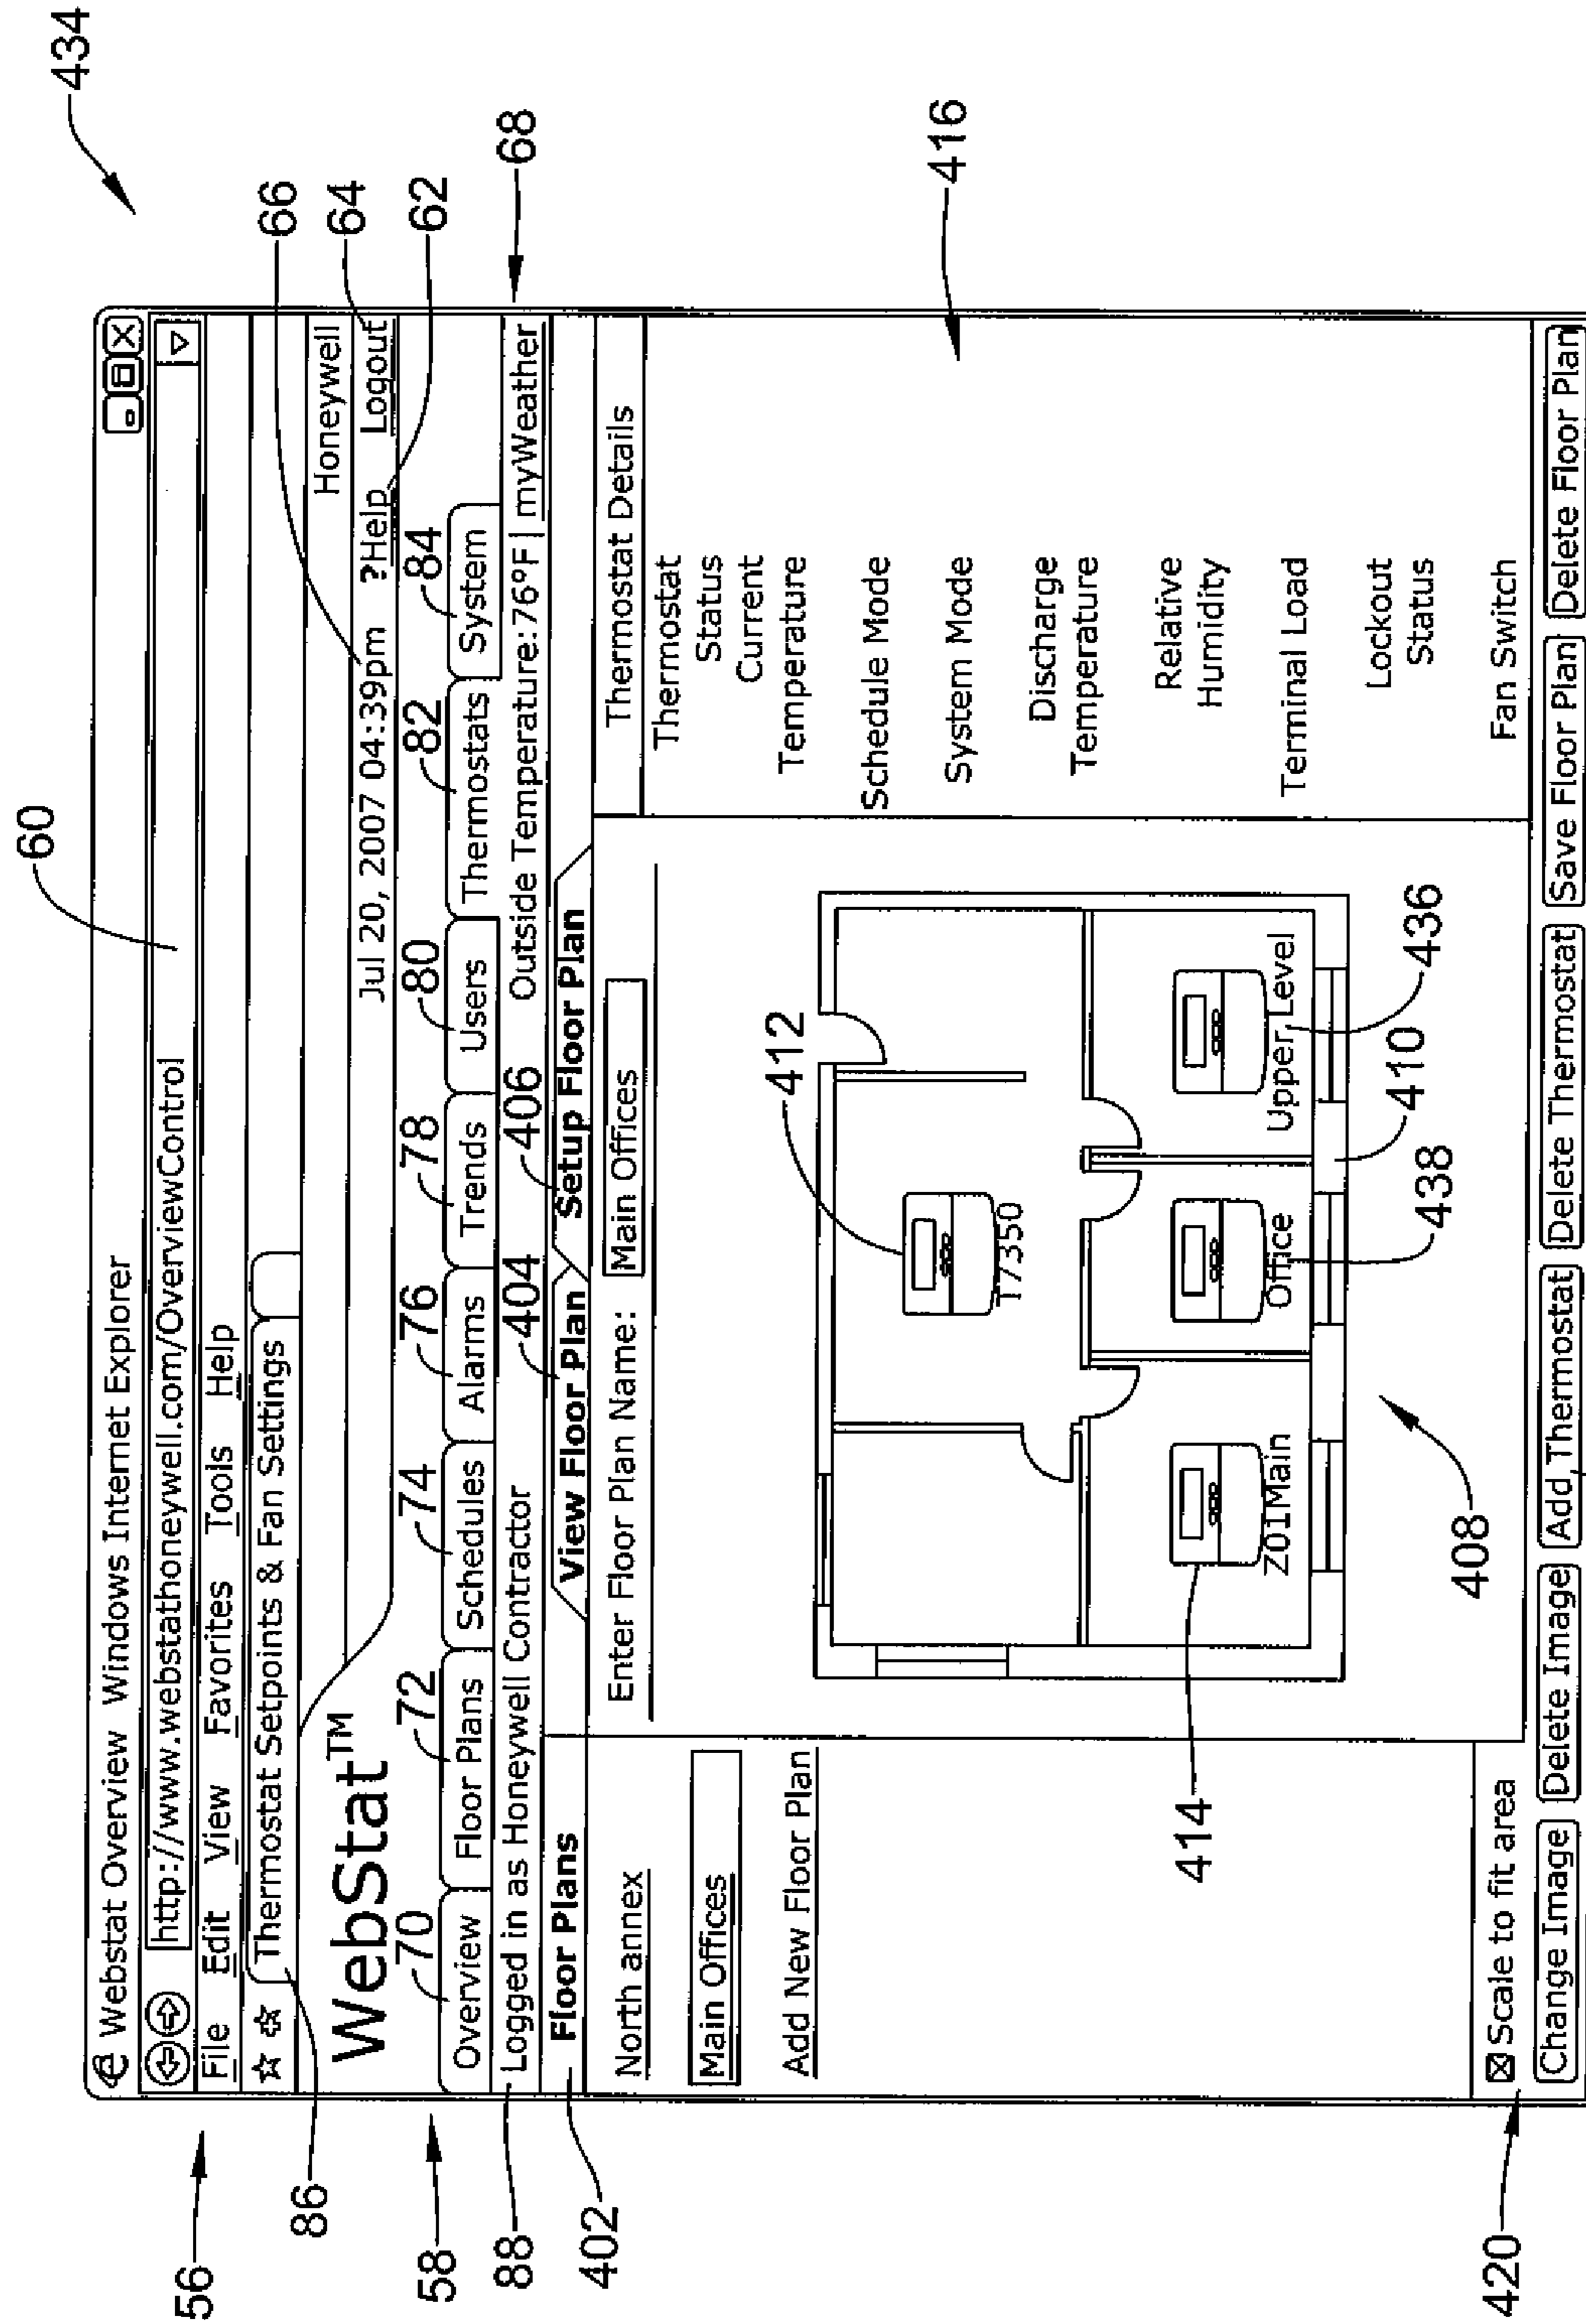 434
60
66
64
62
68
Webstat Overview Windows Internet Explorer
http://www.webstathoneywell.com/OverviewControl
56
File Edit View Favorites Tools Help
Thermostat Setpoints & Fan Settings
86
Honeywell
WebStat™
Jul 20, 2007 04:39pm ?Help Logout
58
70 72 74 76 78 80 82 84
Overview Floor Plans Schedules Alarms Trends Users Thermostats System
88
Logged in as Honeywell Contractor
Outside Temperature:76°F | myWeather
404 406
402
Floor Plans
View Floor Plan
Setup Floor Plan
North annex
Main Offices
Add New Floor Plan
Enter Floor Plan Name: Main Offices
412
T7350
414
Z01Main
Office
Upper Level
438
410
436
408
Thermostat Details
Thermostat
Status
Current
Temperature
Schedule Mode
System Mode
Discharge
Temperature
Relative
Humidity
Terminal Load
Lockout
Status
Fan Switch
416
420
Scale to fit area
Change Image Delete Image Add Thermostat Delete Thermostat Save Floor Plan Delete Floor Plan